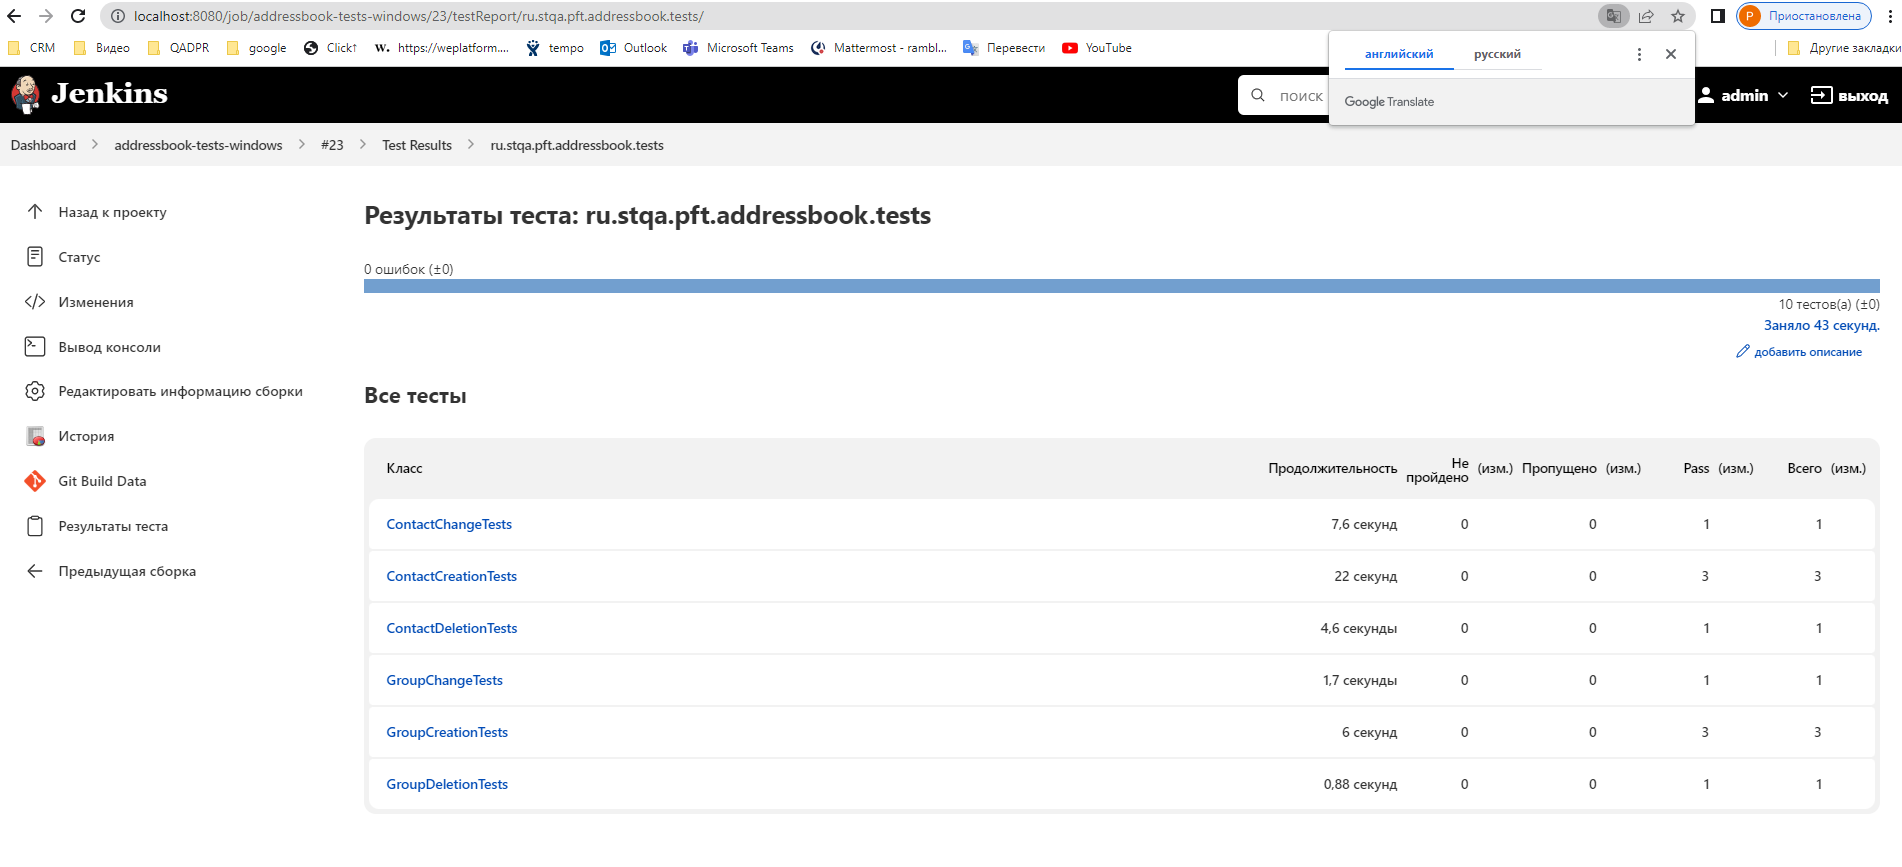 localhost:8080/job/addressbook-tests-windows/23/testReport/ru.stqa.pft.addressbook.tests/
P Приостановлена
CRM Видео QADPR google Click↑ w. https://weplatform.... tempo Outlook Microsoft Teams Mattermost - rambl... Перевести YouTube Другие закладки
английский русский
Google Translate
Jenkins
поиск
admin
выход
Dashboard addressbook-tests-windows #23 Test Results ru.stqa.pft.addressbook.tests
Назад к проекту
Статус
Изменения
Вывод консоли
Редактировать информацию сборки
История
Git Build Data
Результаты теста
Предыдущая сборка
Результаты теста: ru.stqa.pft.addressbook.tests
0 ошибок (±0)
10 тестов(а) (±0)
Заняло 43 секунд.
добавить описание
Все тесты
Класс Продолжительность Не пройдено (изм.) Пропущено (изм.) Pass (изм.) Всего (изм.)
ContactChangeTests 7,6 секунд 0 0 1 1
ContactCreationTests 22 секунд 0 0 3 3
ContactDeletionTests 4,6 секунды 0 0 1 1
GroupChangeTests 1,7 секунды 0 0 1 1
GroupCreationTests 6 секунд 0 0 3 3
GroupDeletionTests 0,88 секунд 0 0 1 1